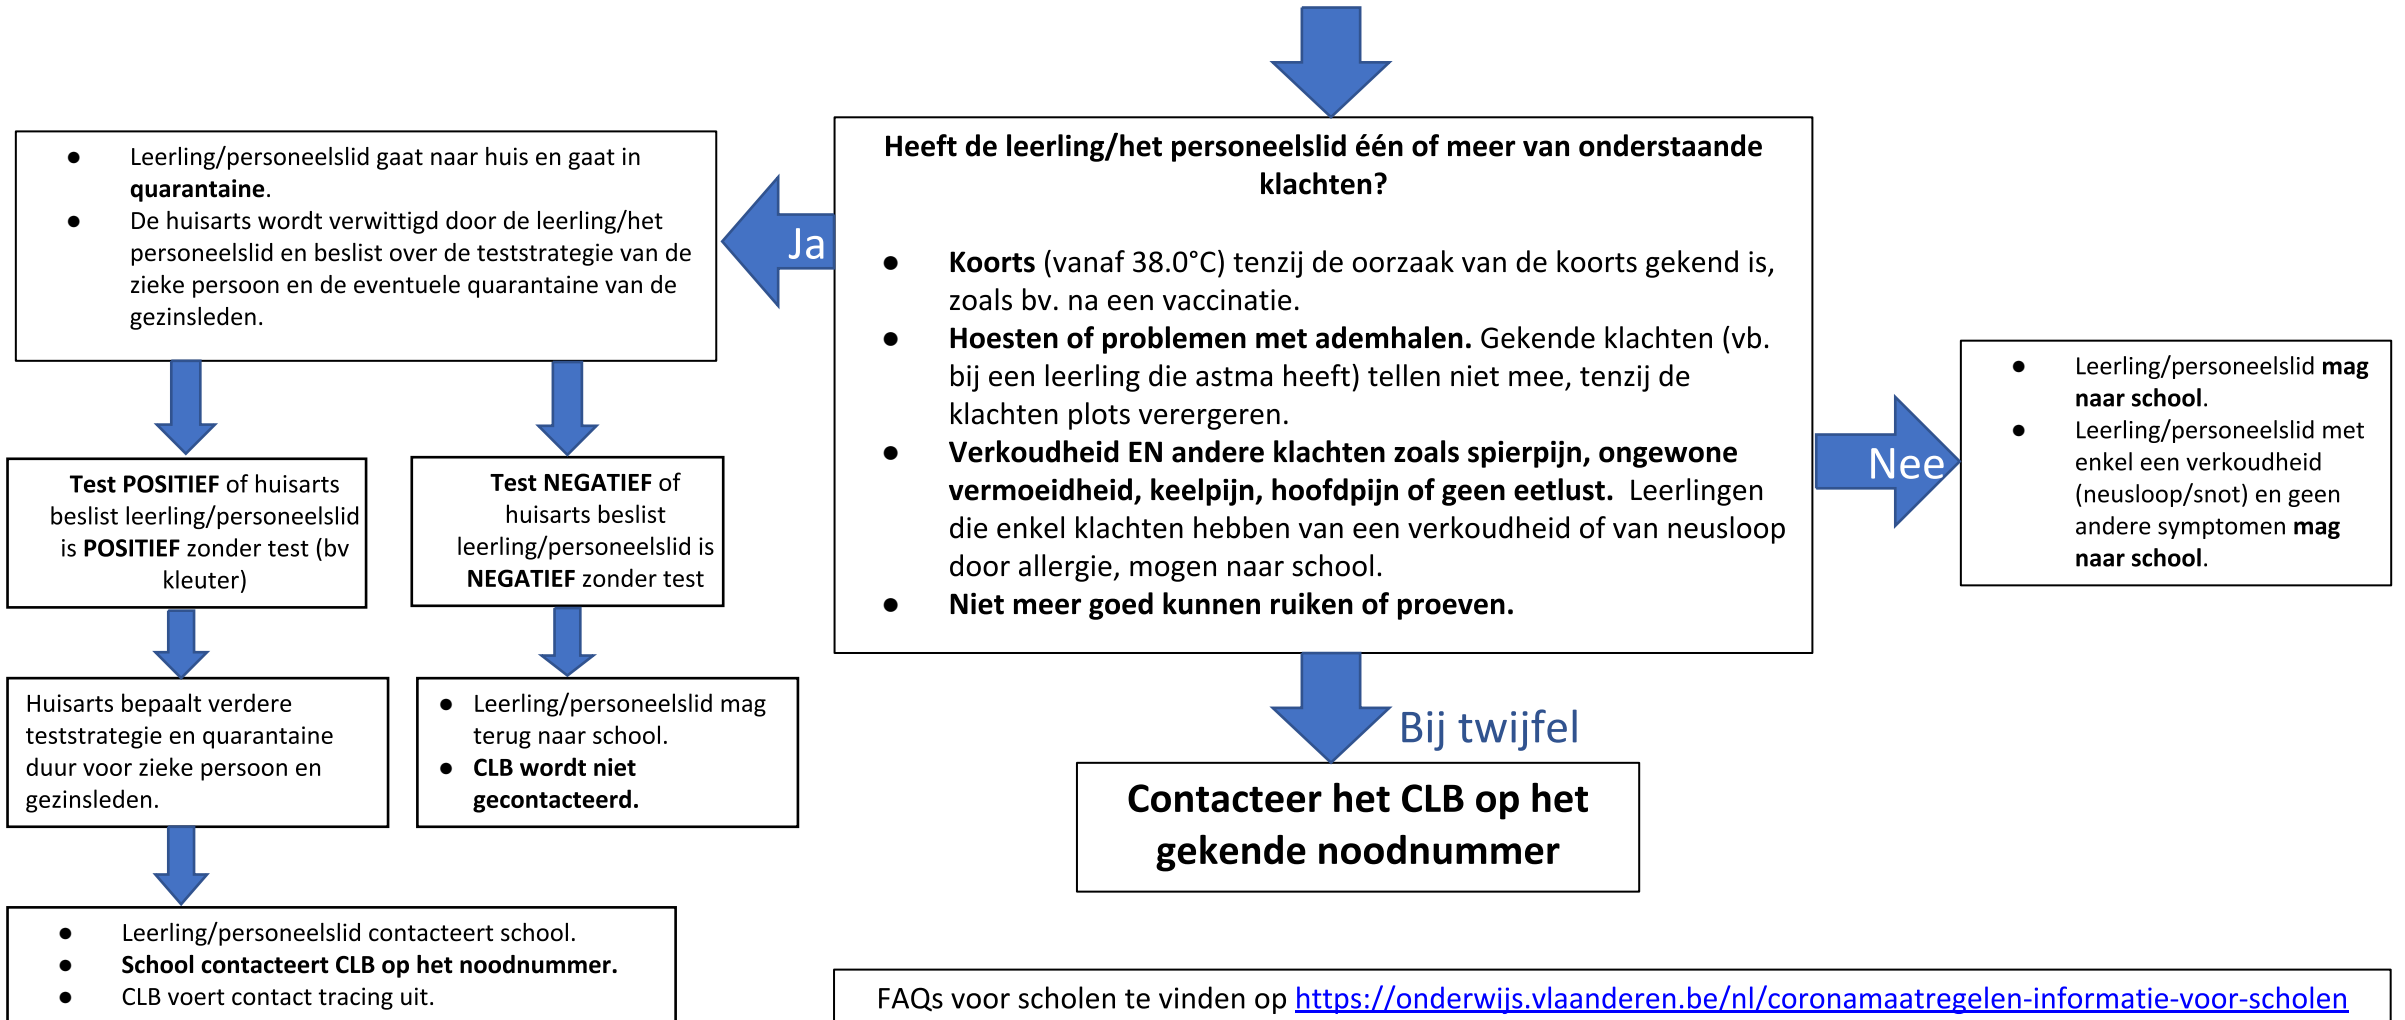 Heeft de leerling/het personeelslid één of meer van onderstaande
klachten?
● Koorts (vanaf 38.0°C) tenzij de oorzaak van de koorts gekend is,
zoals bv. na een vaccinatie.
● Hoesten of problemen met ademhalen. Gekende klachten (vb.
bij een leerling die astma heeft) tellen niet mee, tenzij de
klachten plots verergeren.
● Verkoudheid EN andere klachten zoals spierpijn, ongewone
vermoeidheid, keelpijn, hoofdpijn of geen eetlust. Leerlingen
die enkel klachten hebben van een verkoudheid of van neusloop
door allergie, mogen naar school.
● Niet meer goed kunnen ruiken of proeven.
Ja
● Leerling/personeelslid gaat naar huis en gaat in
quarantaine.
● De huisarts wordt verwittigd door de leerling/het
personeelslid en beslist over de teststrategie van de
zieke persoon en de eventuele quarantaine van de
gezinsleden.
Test POSITIEF of huisarts
beslist leerling/personeelslid
is POSITIEF zonder test (bv
kleuter)
Huisarts bepaalt verdere
teststrategie en quarantaine
duur voor zieke persoon en
gezinsleden.
● Leerling/personeelslid contacteert school.
● School contacteert CLB op het noodnummer.
● CLB voert contact tracing uit.
Test NEGATIEF of
huisarts beslist
leerling/personeelslid is
NEGATIEF zonder test
● Leerling/personeelslid mag
terug naar school.
● CLB wordt niet
gecontacteerd.
Nee
● Leerling/personeelslid mag
naar school.
● Leerling/personeelslid met
enkel een verkoudheid
(neusloop/snot) en geen
andere symptomen mag
naar school.
Bij twijfel
Contacteer het CLB op het
gekende noodnummer
FAQs voor scholen te vinden op https://onderwijs.vlaanderen.be/nl/coronamaatregelen-informatie-voor-scholen